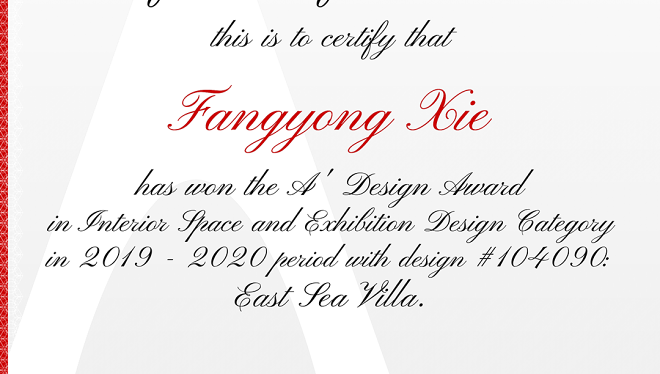 this is to certify that
Fangyong Xie
has won the A' Design Award
in Interior Space and Exhibition Design Category
in 2019 - 2020 period with design #104090:
East Sea Villa.